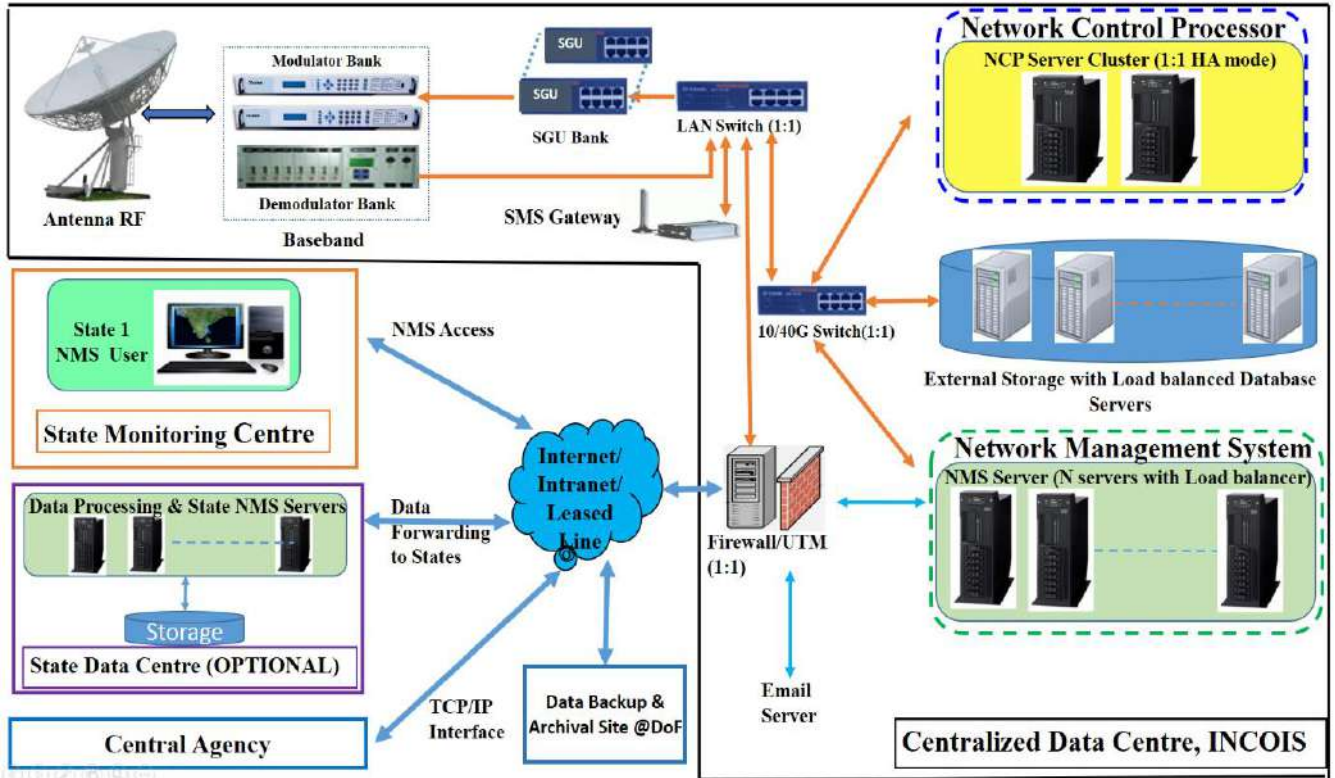 Network Control Processor
NCP Server Cluster (1:1 HA mode)
Modulator Bank
SGU
SGU
SGU Bank
LAN Switch (1:1)
Antenna RF
Demodulator Bank
Baseband
SMS Gateway
10/40G Switch(1:1)
External Storage with Load balanced Database
Servers
State 1
NMS User
State Monitoring Centre
NMS Access
Internet/
Intranet/
Leased
Line
Data Processing & State NMS Servers
Storage
State Data Centre (OPTIONAL)
Data
Forwarding
to States
Firewall/UTM
(1:1)
Network Management System
NMS Server (N servers with Load balancer)
Central Agency
TCP/IP
Interface
Data Backup &
Archival Site @DoF
Email
Server
Centralized Data Centre, INCOIS